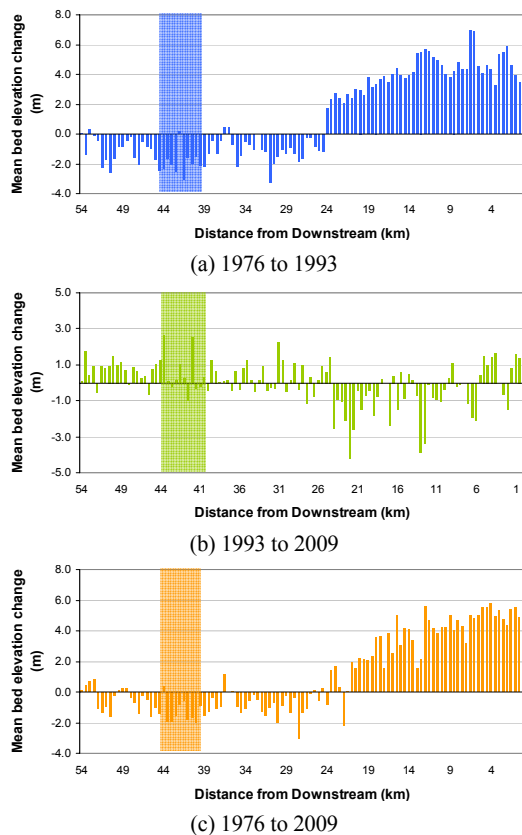 Mean bed elevation change
(m)
8.0
6.0
4.0
2.0
0.0
-2.0
-4.0
54 49 44 39 34 29 24 19 14 9 4
Distance from Downstream (km)
(a) 1976 to 1993
Mean bed elevation change
(m)
5.0
3.0
1.0
-1.0
-3.0
-5.0
54 49 44 41 36 31 26 21 16 11 6 1
Distance from Downstream (km)
(b) 1993 to 2009
Mean bed elevation change
(m)
8.0
6.0
4.0
2.0
0.0
-2.0
-4.0
54 49 44 39 34 29 24 19 14 9 4
Distance from Downstream (km)
(c) 1976 to 2009